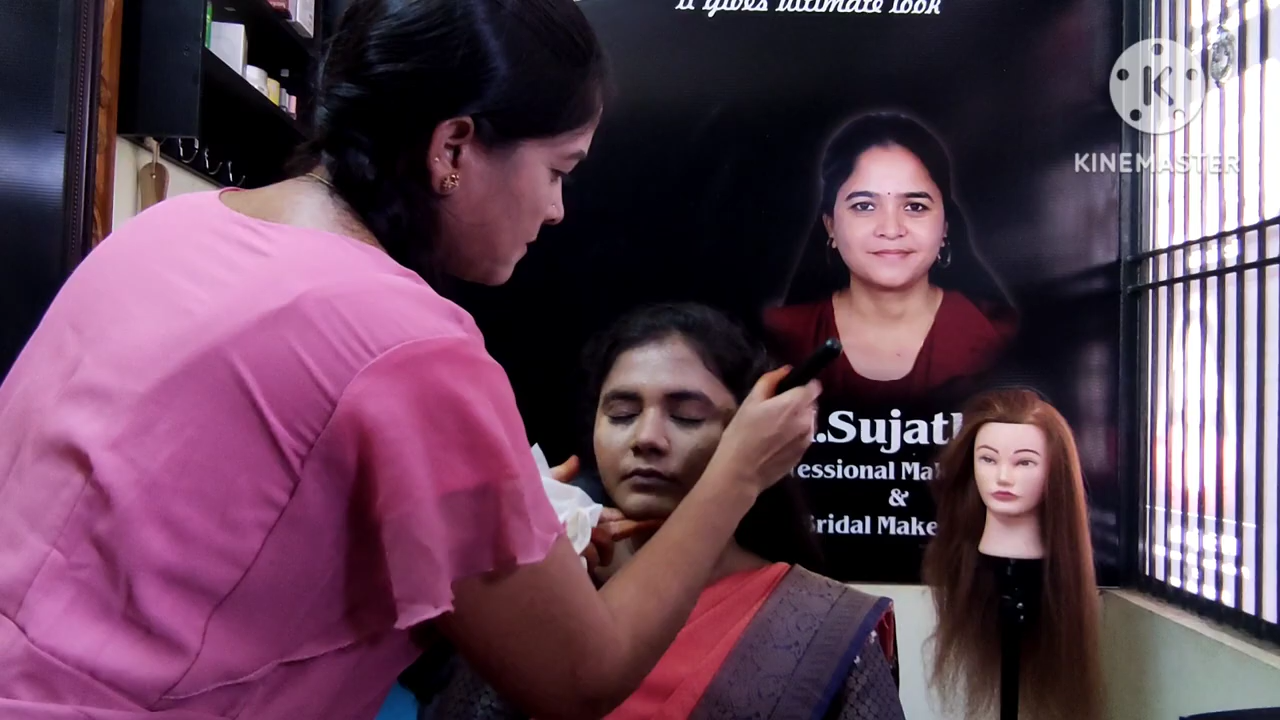 it gives ultimate look
K
KINEMASTER
.Sujat
essional Ma
&
Bridal Make